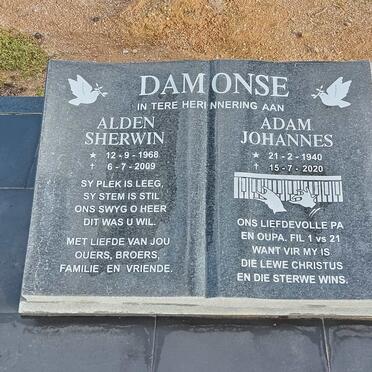 DAMONSE
IN TERE HERINNERING AAN
ALDEN
SHERWIN
★ 12 - 9 - 1968
† 6 - 7 - 2009
SY PLEK IS LEEG,
SY STEM IS STIL
ONS SWYG O HEER
DIT WAS U WIL.
MET LIEFDE VAN JOU
OUERS, BROERS,
FAMILIE EN VRIENDE.
ADAM
JOHANNES
★ 21 - 2 - 1940
† 15 - 7 - 2020
ONS LIEFDEVOLLE PA
EN OUPA. FIL 1 vs 21
WANT VIR MY IS
DIE LEWE CHRISTUS
EN DIE STERWE WINS.